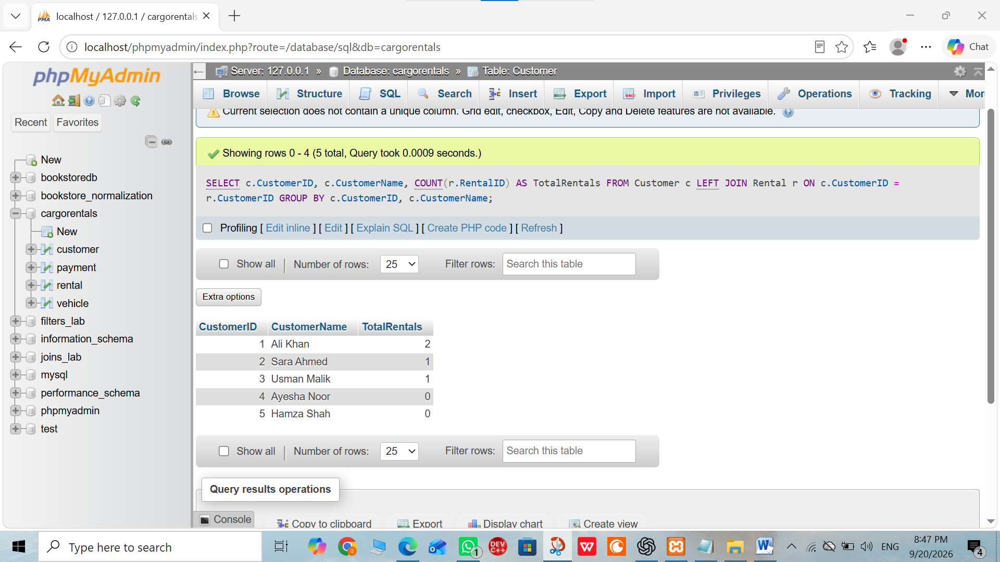 localhost / 127.0.0.1 / cargorentals
localhost/phpmyadmin/index.php?route=/database/sql&db=cargorentals
Chat
phpMyAdmin
Recent
Favorites
New
bookstoredb
bookstore_normalization
cargorentals
New
customer
payment
rental
vehicle
filters_lab
information_schema
joins_lab
mysql
performance_schema
phpmyadmin
test
Server: 127.0.0.1 » Database: cargorentals » Table: Customer
Browse Structure SQL Search Insert Export Import Privileges Operations Tracking Mor
Current selection does not contain a unique column. Grid edit, checkbox, Edit, Copy and Delete features are not available.
Showing rows 0 - 4 (5 total, Query took 0.0009 seconds.)
SELECT c.CustomerID, c.CustomerName, COUNT(r.RentalID) AS TotalRentals FROM Customer c LEFT JOIN Rental r ON c.CustomerID =
r.CustomerID GROUP BY c.CustomerID, c.CustomerName;
Profiling [ Edit inline ] [ Edit ] [ Explain SQL ] [ Create PHP code ] [ Refresh ]
Show all | Number of rows: 25 Filter rows: Search this table
Extra options
CustomerID CustomerName TotalRentals
1 Ali Khan 2
2 Sara Ahmed 1
3 Usman Malik 1
4 Ayesha Noor 0
5 Hamza Shah 0
Show all | Number of rows: 25 Filter rows: Search this table
Query results operations
Console
Copy to clipboard Export Display chart Create view
Type here to search
1
DEV C++
ENG
8:47 PM
9/20/2026
4